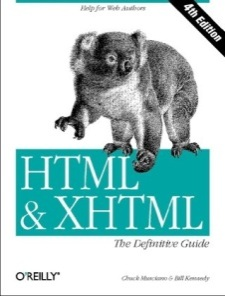 Help for Web Authors
4th Edition
HTML
& XHTML
The Definitive Guide
O'REILLY
Chuck Musciano & Bill Kennedy